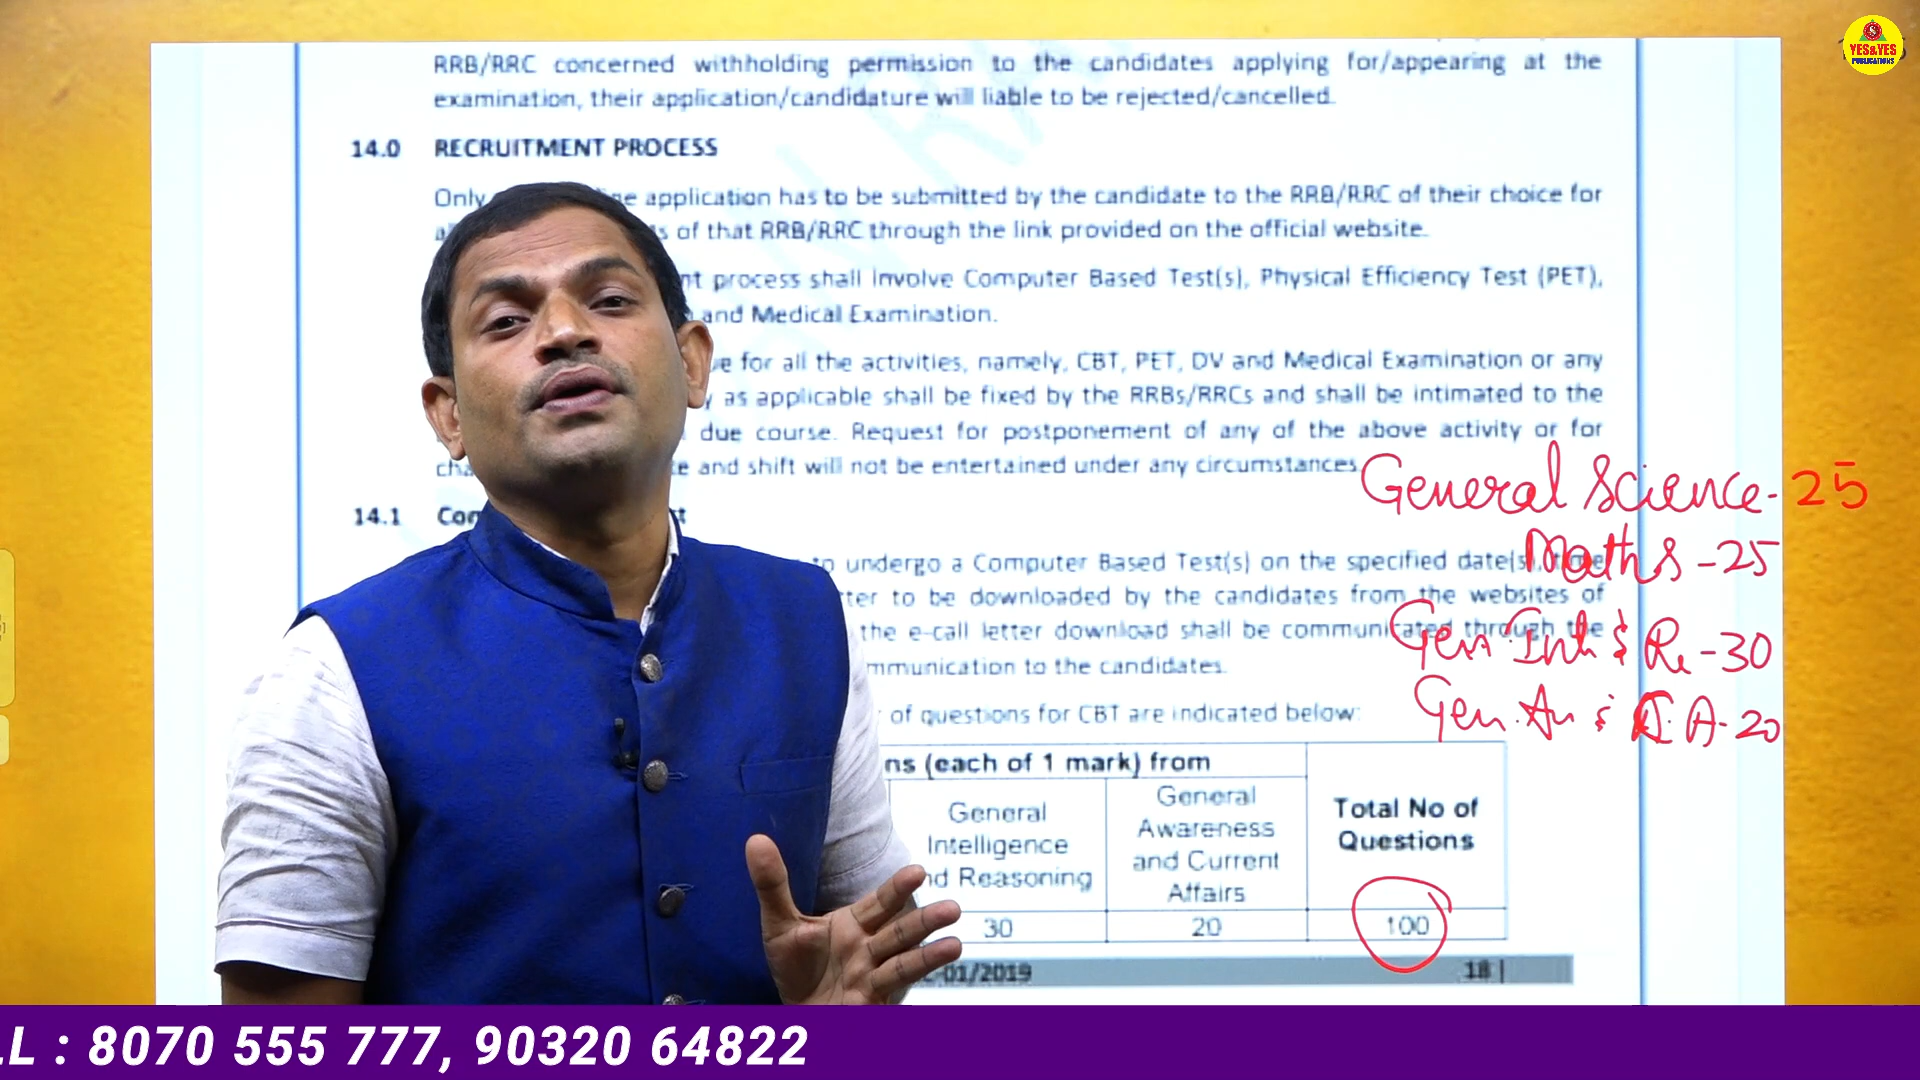 RRB/RRC concerned withholding permission to the candidates applying for/appearing at the
examination, their application/candidature will liable to be rejected/cancelled.
14.0 RECRUITMENT PROCESS
Only application has to be submitted by the candidate to the RRB/RRC of their choice for
of that RRB/RRC through the link provided on the official website.
process shall involve Computer Based Test(s), Physical Efficiency Test (PET),
and Medical Examination.
for all the activities, namely, CBT, PET, DV and Medical Examination or any
as applicable shall be fixed by the RRBs/RRCs and shall be intimated to the
due course. Request for postponement of any of the above activity or for
and shift will not be entertained under any circumstances.
General Science - 25
14.1
Maths - 25
undergo a Computer Based Test(s) on the specified date(s), time
to be downloaded by the candidates from the websites of
the e-call letter download shall be communicated through the
Gen. Int & Re - 30
to the candidates.
of questions for CBT are indicated below:
Gen. Aw & C. A - 20
(each of 1 mark) from
General Intelligence
Reasoning
General
Awareness
and Current
Affairs
Total No of
Questions
30 20 100
01/2019 18 |
YES&YES
PUBLICATIONS
: 8070 555 777, 90320 64822